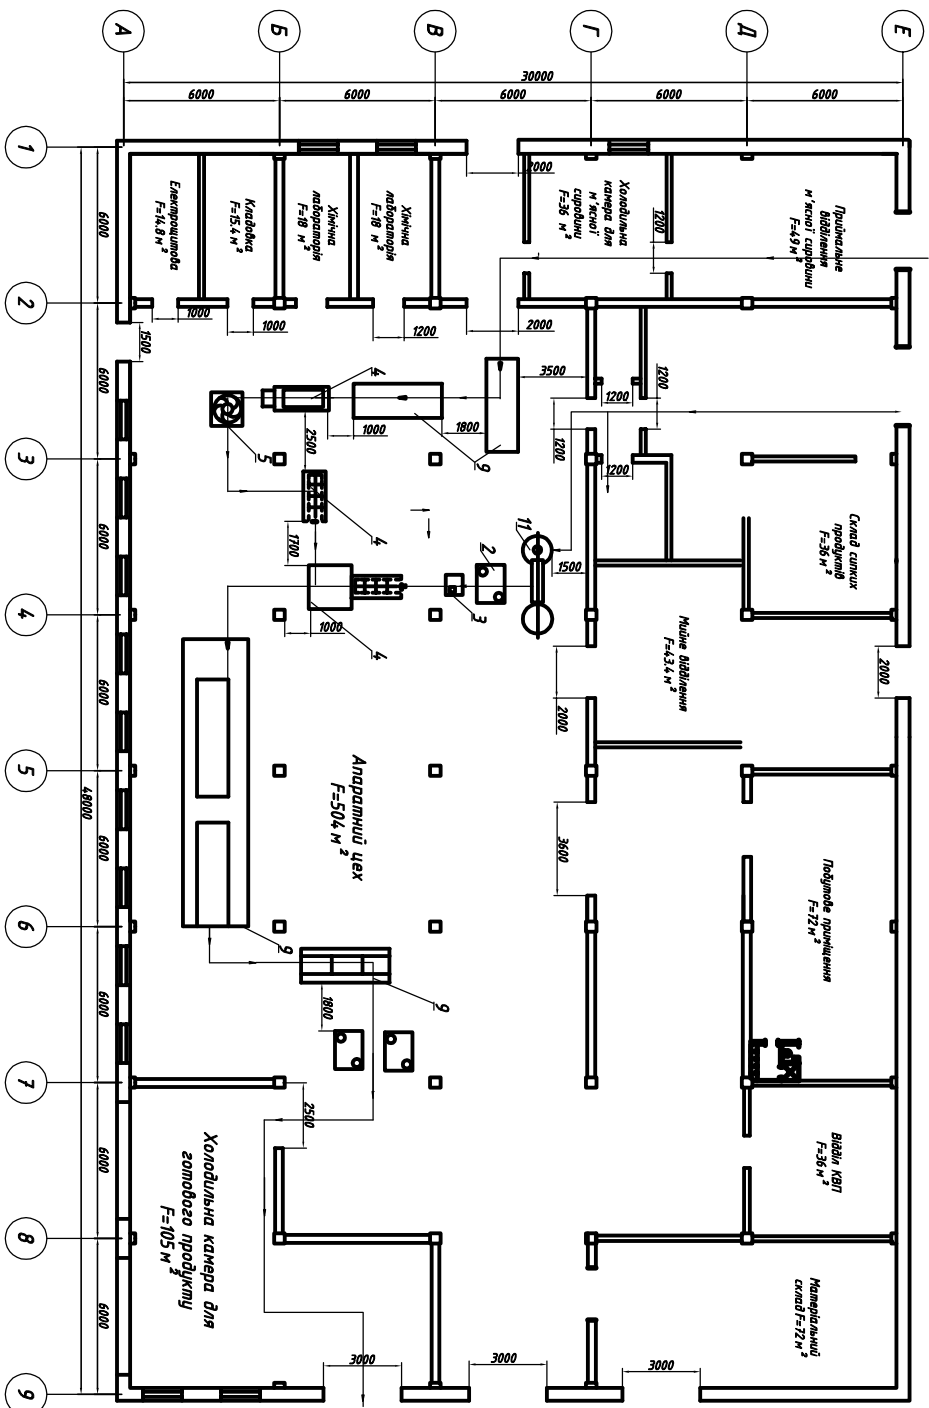 А
Б
В
Г
Д
Е
30000
6000
6000
6000
6000
6000
1
2
3
4
5
6
7
8
9
48000
6000
6000
6000
6000
6000
6000
6000
6000
Електрощитова
F=14.8 м²
Кладовка
F=15.4 м²
Хімічна
лабораторія
F=18 м²
Хімічна
лабораторія
F=18 м²
Холодильна
камера для
м'ясної
сировини
F=36 м²
Приймальне
відділення
м'ясної сировини
F=49 м²
2000
1200
1000
1000
1200
2000
1500
3500
1200
1200
1200
1200
4
2500
1000
1800
9
5
4
1700
11
2
3
1500
1000
4
Склад сипких
продуктів
F=36 м²
Мийне відділення
F=43.4 м²
2000
2000
3600
Апаратний цех
F=504 м²
Побутове приміщення
F=72 м²
9
9
1800
2500
Відділ КВП
F=36 м²
Холодильна камера для
готового продукту
F=105 м²
Матеріальний
склад F=72 м²
3000
3000
3000